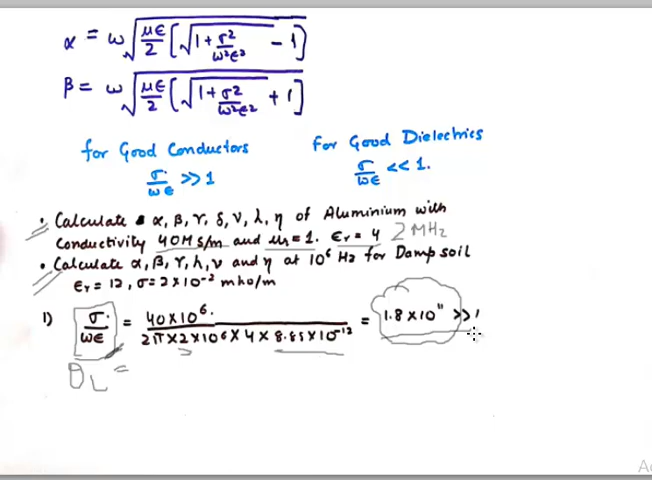 α = ω√(με/2 [√(1 + σ²/ω²ε²) − 1])
β = ω√(με/2 [√(1 + σ²/ω²ε²) + 1])
for Good Conductors
σ/ωε >> 1
For Good Dielectrics
σ/ωε << 1.
• Calculate α, β, γ, δ, v, λ, η of Aluminium with
Conductivity 40M s/m and μr = 1. εr = 4 2 MHz
• Calculate α, β, γ, λ, v and η at 10⁶ Hz for Damp soil
εr = 12, σ = 2 × 10⁻² mho/m
1) σ/ωε = 40×10⁶. / 2π×2×10⁶×4×8.85×10⁻¹² = 1.8 × 10¹¹ >> 1